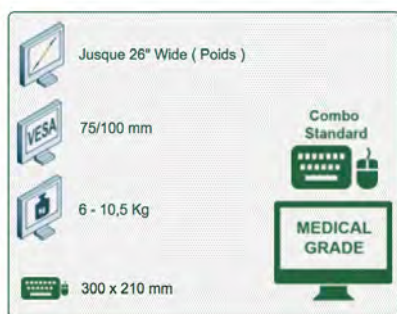 Jusque 26" Wide ( Poids )
VESA
75/100 mm
6 - 10,5 Kg
300 x 210 mm
Combo
Standard
MEDICAL
GRADE